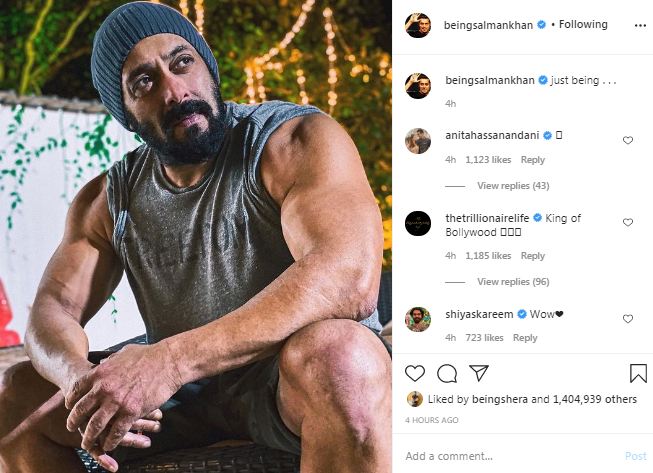 beingsalmankhan • Following
beingsalmankhan just being . . .
4h
anitahassanandani
4h 1,123 likes Reply
View replies (43)
thetrillionairelife King of
Bollywood
4h 1,185 likes Reply
View replies (96)
shiyaskareem Wow❤
4h 723 likes Reply
Liked by beingshera and 1,404,939 others
4 HOURS AGO
Add a comment...
Post